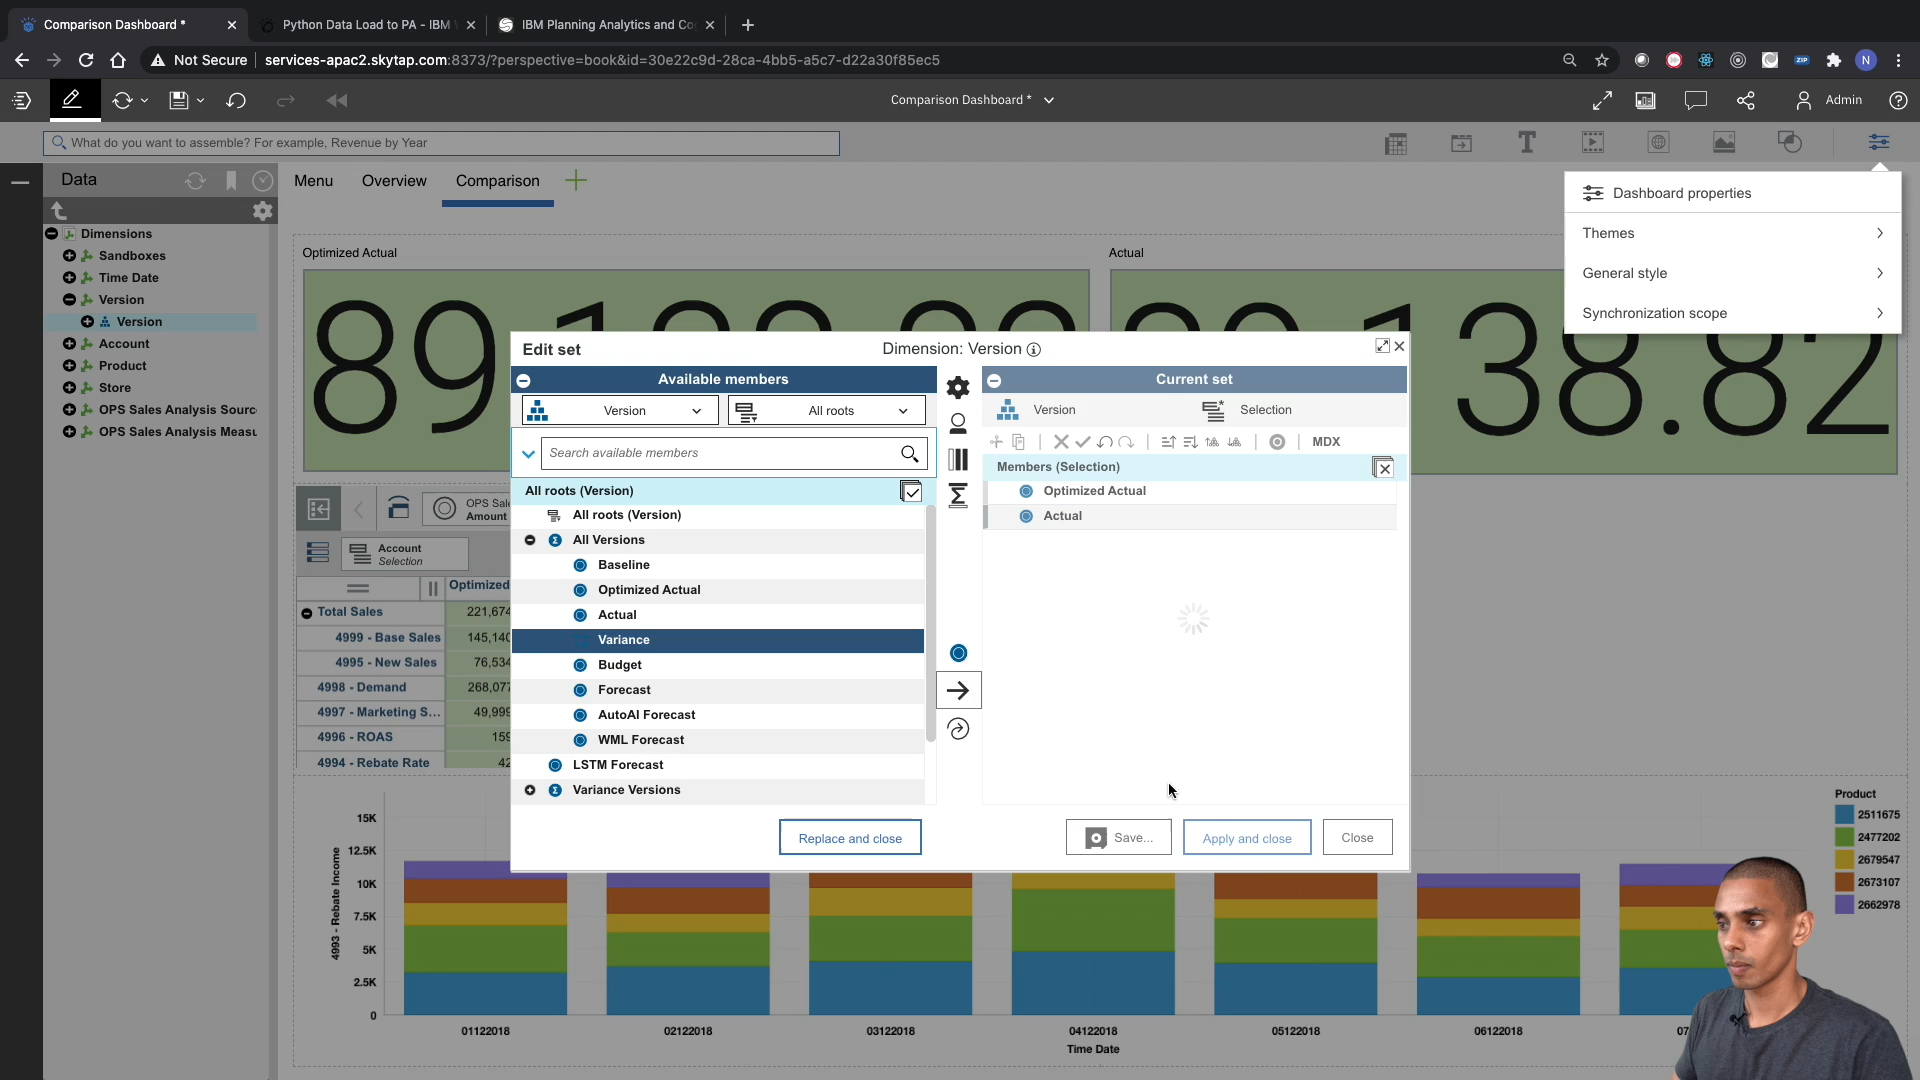 Comparison Dashboard *
Python Data Load to PA - IBM
IBM Planning Analytics and Co
Not Secure
services-apac2.skytap.com:8373/?perspective=book&id=30e22c9d-28ca-4bb5-a5c7-d22a30f85ec5
ZIP
N
Comparison Dashboard *
Admin
What do you want to assemble? For example, Revenue by Year
Data
Menu
Overview
Comparison
Dashboard properties
Themes
General style
Synchronization scope
Dimensions
Sandboxes
Time Date
Version
Version
Account
Product
Store
OPS Sales Analysis Sourc
OPS Sales Analysis Measu
Optimized Actual
Actual
Edit set
Dimension: Version
Available members
Current set
Version
All roots
Version
Selection
MDX
Search available members
Members (Selection)
All roots (Version)
Optimized Actual
Actual
All roots (Version)
All Versions
Baseline
Optimized Actual
Actual
Variance
Budget
Forecast
AutoAI Forecast
WML Forecast
LSTM Forecast
Variance Versions
Replace and close
Save...
Apply and close
Close
OPS Sal
Amount
Account
Selection
Optimized
Total Sales 221,674
4999 - Base Sales 145,140
4995 - New Sales 76,534
4998 - Demand 268,077
4997 - Marketing S... 49,999
4996 - ROAS 159
4994 - Rebate Rate 42
Product
2511675
2477202
2679547
2673107
2662978
4993 - Rebate Income
15K
12.5K
10K
7.5K
5K
2.5K
0
01122018
02122018
03122018
04122018
05122018
06122018
07
Time Date